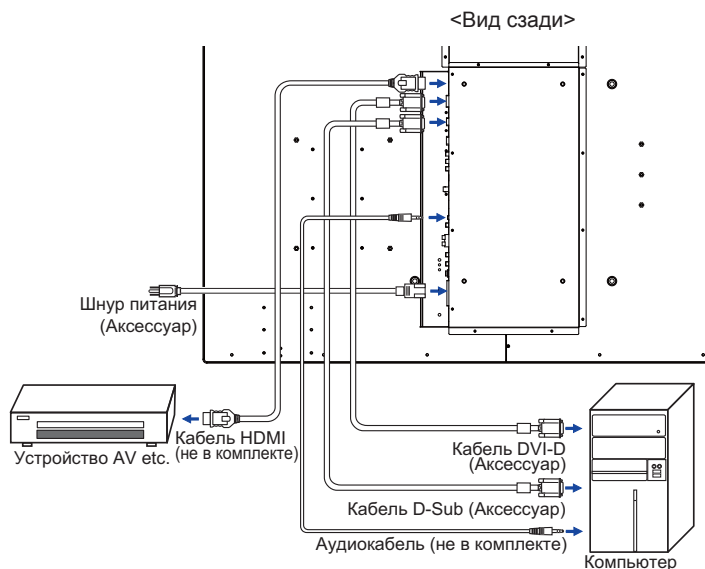 <Вид сзади>
Шнур питания
(Аксессуар)
Кабель HDMI
(не в комплекте)
Устройство AV etc.
Кабель DVI-D
(Аксессуар)
Кабель D-Sub (Аксессуар)
Аудиокабель (не в комплекте)
Компьютер